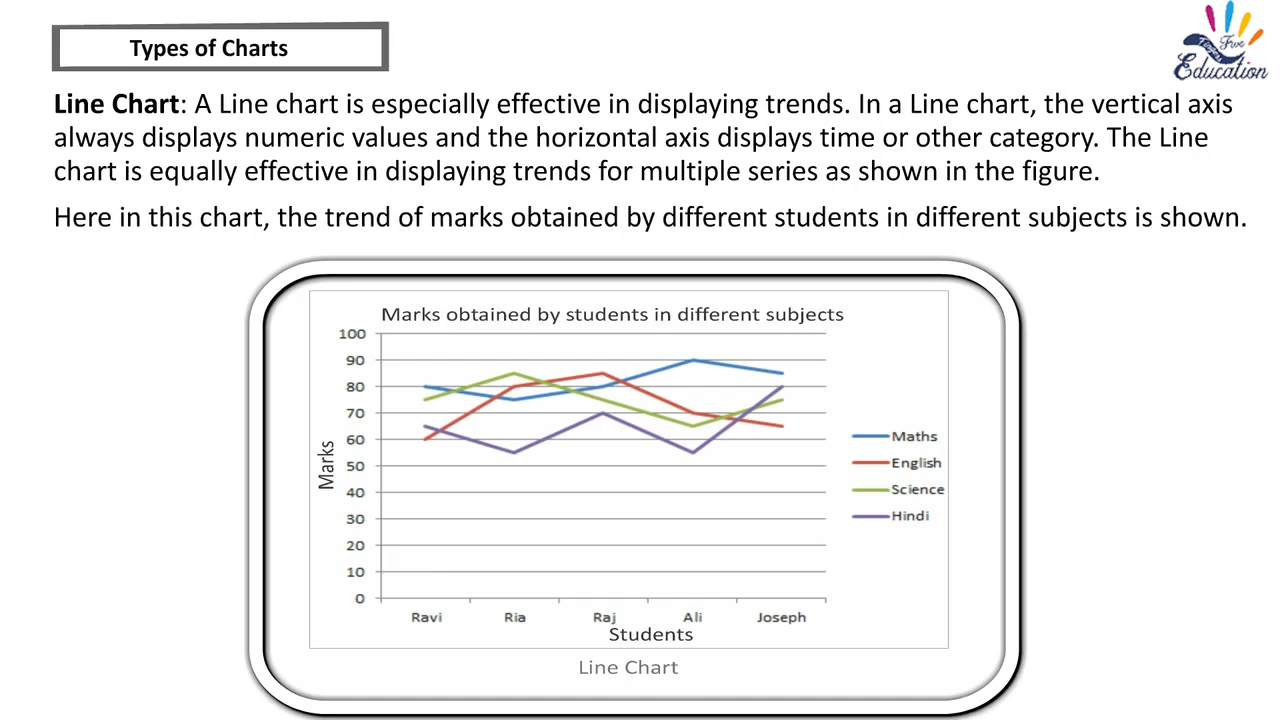 Types of Charts
Five
Fingers
Education
Line Chart: A Line chart is especially effective in displaying trends. In a Line chart, the vertical axis
always displays numeric values and the horizontal axis displays time or other category. The Line
chart is equally effective in displaying trends for multiple series as shown in the figure.
Here in this chart, the trend of marks obtained by different students in different subjects is shown.
Marks obtained by students in different subjects
100
90
80
70
60
50
40
30
20
10
0
Marks
Maths
English
Science
Hindi
Ravi Ria Raj Ali Joseph
Students
Line Chart